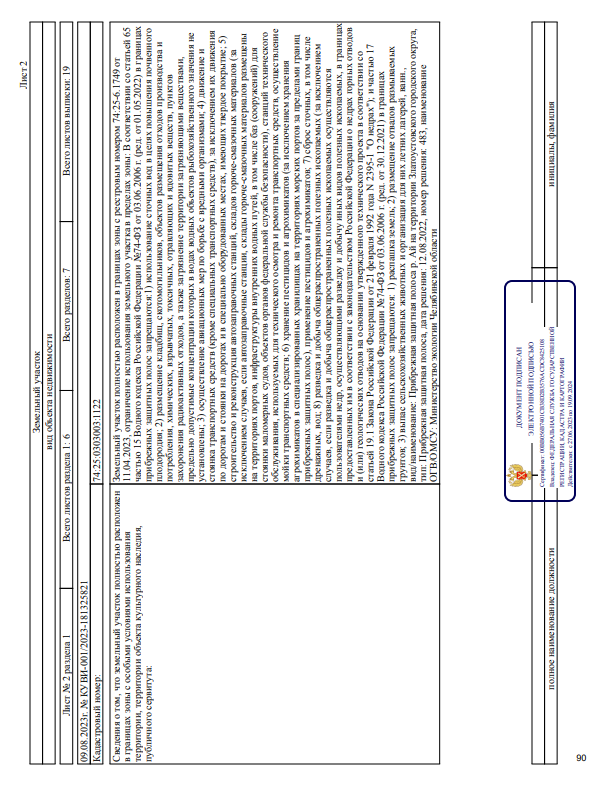 Лист 2
Земельный участок
вид объекта недвижимости
Лист № 2 раздела 1
Всего листов раздела 1: 6
Всего разделов: 7
Всего листов выписки: 19
09.08.2023г. № КУВИ-001/2023-181325821
Кадастровый номер:
74:25:0303003:1122
Сведения о том, что земельный участок полностью расположен
в границах зоны с особыми условиями использования
территории, территории объекта культурного наследия,
публичного сервитута:
Земельный участок полностью расположен в границах зоны с реестровым номером 74:25-6.1749 от
11.04.2023, ограничение использования земельного участка в пределах зоны: В соответствии со статьей 65
частью 15 Водного кодекса Российской Федерации №74-ФЗ от 03.06.2006 г. (ред. от 01.05.2022) в границах
прибрежных защитных полос запрещаются:1) использование сточных вод в целях повышения почвенного
плодородия; 2) размещение кладбищ, скотомогильников, объектов размещения отходов производства и
потребления, химических, взрывчатых, токсичных, отравляющих и ядовитых веществ, пунктов
захоронения радиоактивных отходов, а также загрязнение территории загрязняющими веществами,
предельно допустимые концентрации которых в водах водных объектов рыбохозяйственного значения не
установлены; 3) осуществление авиационных мер по борьбе с вредными организмами; 4) движение и
стоянка транспортных средств (кроме специальных транспортных средств), за исключением их движения
по дорогам и стоянки на дорогах и в специально оборудованных местах, имеющих твердое покрытие; 5)
строительство и реконструкция автозаправочных станций, складов горюче-смазочных материалов (за
исключением случаев, если автозаправочные станции, склады горюче-смазочных материалов размещены
на территориях портов, инфраструктуры внутренних водных путей, в том числе баз (сооружений) для
стоянки маломерных судов, объектов органов федеральной службы безопасности), станций технического
обслуживания, используемых для технического осмотра и ремонта транспортных средств, осуществление
мойки транспортных средств; 6) хранение пестицидов и агрохимикатов (за исключением хранения
агрохимикатов в специализированных хранилищах на территориях морских портов за пределами границ
прибрежных защитных полос), применение пестицидов и агрохимикатов; 7) сброс сточных, в том числе
дренажных, вод; 8) разведка и добыча общераспространенных полезных ископаемых (за исключением
случаев, если разведка и добыча общераспространенных полезных ископаемых осуществляются
пользователями недр, осуществляющими разведку и добычу иных видов полезных ископаемых, в границах
предоставленных им в соответствии с законодательством Российской Федерации о недрах горных отводов
и (или) геологических отводов на основании утвержденного технического проекта в соответствии со
статьей 19.1 Закона Российской Федерации от 21 февраля 1992 года N 2395-1 "О недрах"); и частью 17
Водного кодекса Российской Федерации №74-ФЗ от 03.06.2006 г. (ред. от 30.12.2021) в границах
прибрежных защитных полос запрещаются: 1) распашка земель; 2) размещение отвалов размываемых
грунтов; 3) выпас сельскохозяйственных животных и организация для них летних лагерей, ванн.,
вид/наименование: Прибрежная защитная полоса р. Ай на территории Златоустовского городского округа,
тип: Прибрежная защитная полоса, дата решения: 12.08.2022, номер решения: 483, наименование
ОГВ/ОМСУ: Министерство экологии Челябинской области
ДОКУМЕНТ ПОДПИСАН
ЭЛЕКТРОННОЙ ПОДПИСЬЮ
Владелец: ФЕДЕРАЛЬНАЯ СЛУЖБА ГОСУДАРСТВЕННОЙ
РЕГИСТРАЦИИ, КАДАСТРА И КАРТОГРАФИИ
Действителен: с 27.06.2023 по 19.09.2024
полное наименование должности
инициалы, фамилия
90